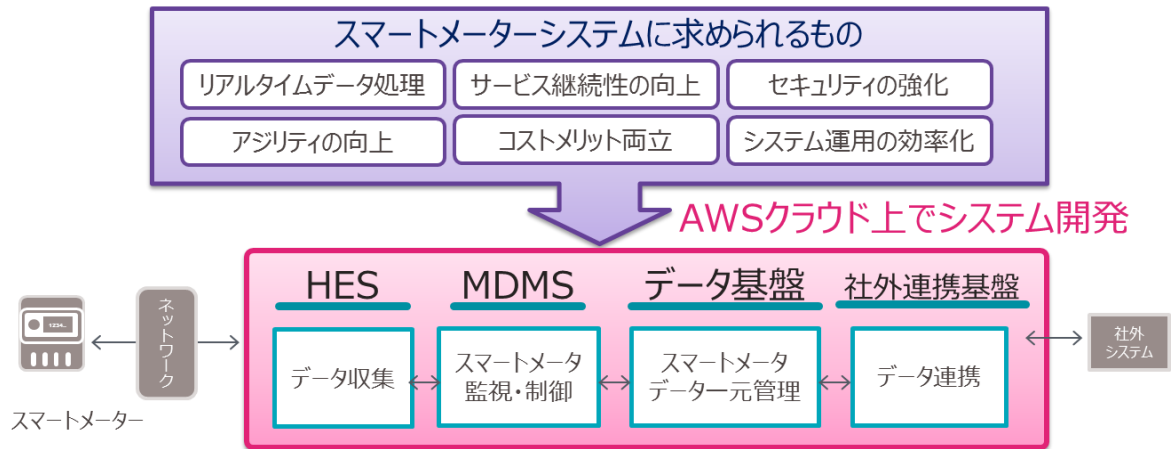 スマートメーターシステムに求められるもの
リアルタイムデータ処理
サービス継続性の向上
セキュリティの強化
アジリティの向上
コストメリット両立
システム運用の効率化
AWSクラウド上でシステム開発
HES
MDMS
データ基盤
社外連携基盤
1234...
ネットワーク
データ収集
スマートメータ
監視・制御
スマートメータ
データ一元管理
データ連携
社外
システム
スマートメーター